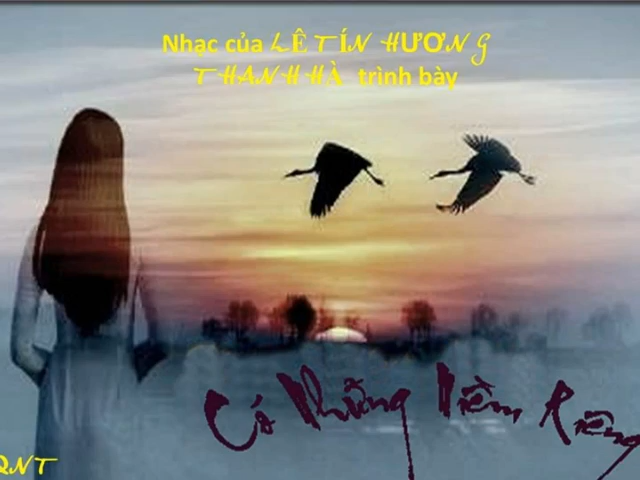 Nhạc của LÊ TÍN HƯƠNG
THANH HÀ trình bày
Có Những Niềm Riêng
QNT